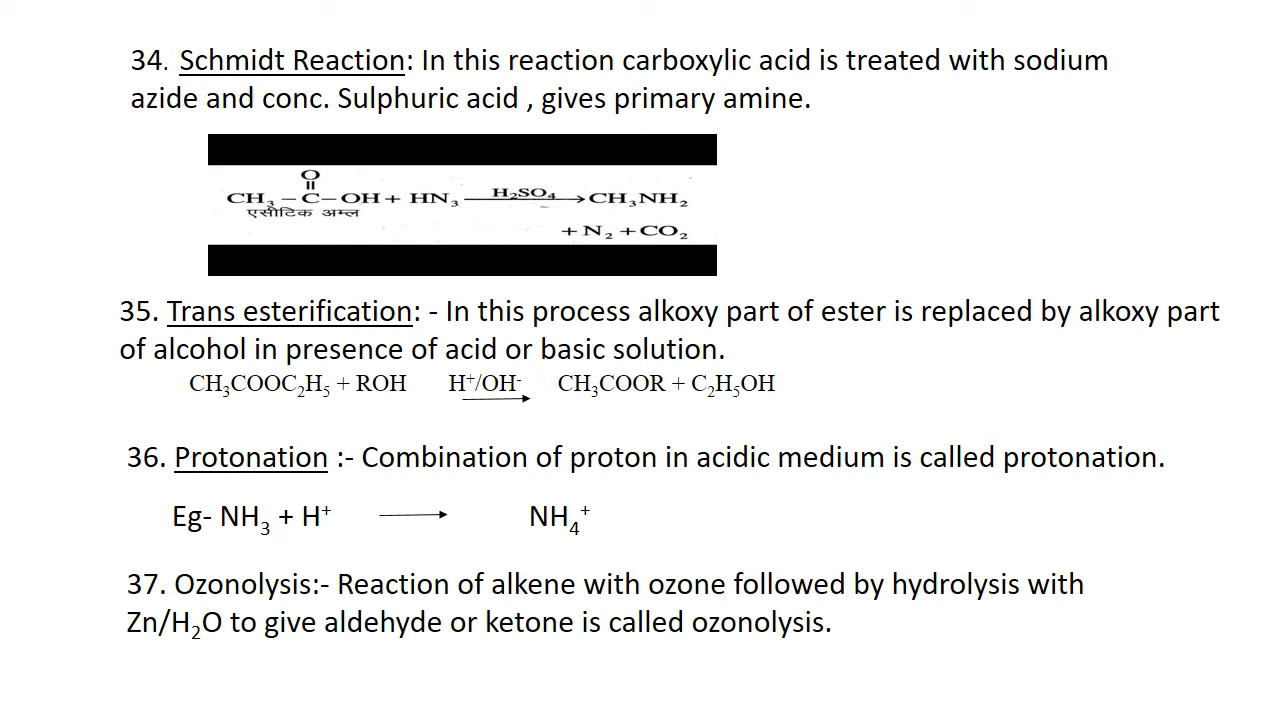 34. Schmidt Reaction: In this reaction carboxylic acid is treated with sodium
azide and conc. Sulphuric acid , gives primary amine.
O
CH₃ – C – OH + HN₃ H₂SO₄ → CH₃NH₂
एसीटिक अम्ल
+ N₂ + CO₂
35. Trans esterification: - In this process alkoxy part of ester is replaced by alkoxy part
of alcohol in presence of acid or basic solution.
CH₃COOC₂H₅ + ROH H⁺/OH⁻ → CH₃COOR + C₂H₅OH
36. Protonation :- Combination of proton in acidic medium is called protonation.
Eg- NH₃ + H⁺ → NH₄⁺
37. Ozonolysis:- Reaction of alkene with ozone followed by hydrolysis with
Zn/H₂O to give aldehyde or ketone is called ozonolysis.